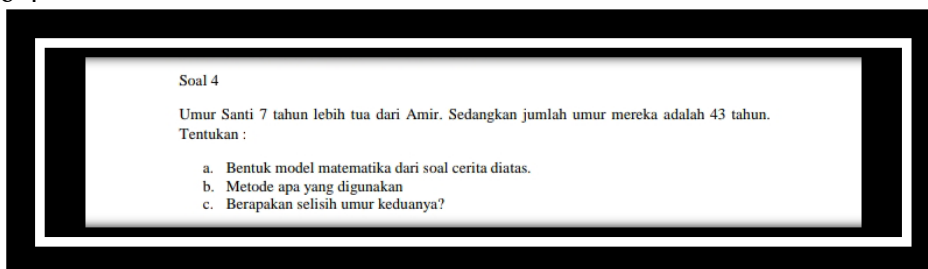 Soal 4
Umur Santi 7 tahun lebih tua dari Amir. Sedangkan jumlah umur mereka adalah 43 tahun.
Tentukan :
a. Bentuk model matematika dari soal cerita diatas.
b. Metode apa yang digunakan
c. Berapakan selisih umur keduanya?